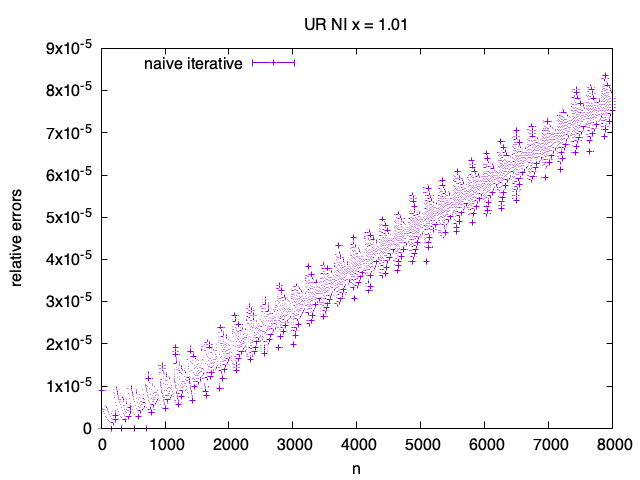 UR NI x = 1.01
naive iterative
9x10⁻⁵
8x10⁻⁵
7x10⁻⁵
6x10⁻⁵
5x10⁻⁵
4x10⁻⁵
3x10⁻⁵
2x10⁻⁵
1x10⁻⁵
0
relative errors
0 1000 2000 3000 4000 5000 6000 7000 8000
n